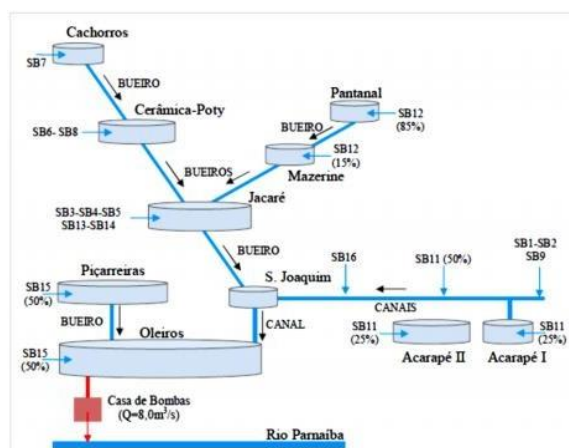 Cachorros
SB7
BUEIRO
Pantanal
Cerâmica-Poty
BUEIRO
SB12
(85%)
SB6- SB8
SB12
(15%)
BUEIROS
Mazerine
Jacaré
SB3-SB4-SB5
SB13-SB14
BUEIRO
SB1-SB2
SB9
SB16
SB11 (50%)
Piçarreiras
S. Joaquim
SB15
(50%)
CANAIS
BUEIRO
Oleiros
CANAL
SB11
(25%)
SB11
(25%)
SB15
(50%)
Acarapé II
Acarapé I
Casa de Bombas
(Q=8,0m³/s)
Rio Parnaíba